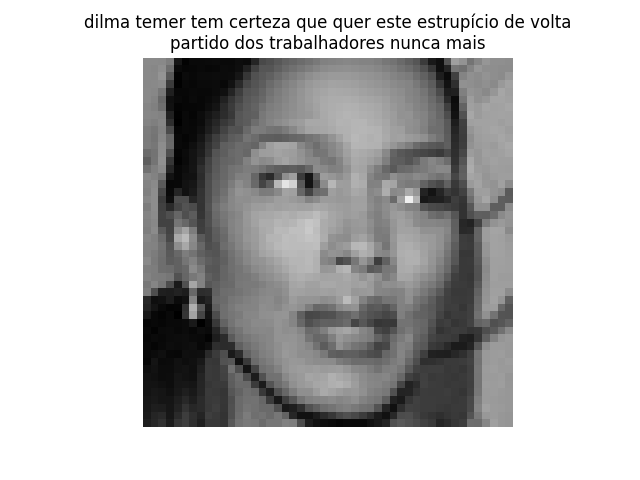 dilma temer tem certeza que quer este estrupício de volta
partido dos trabalhadores nunca mais